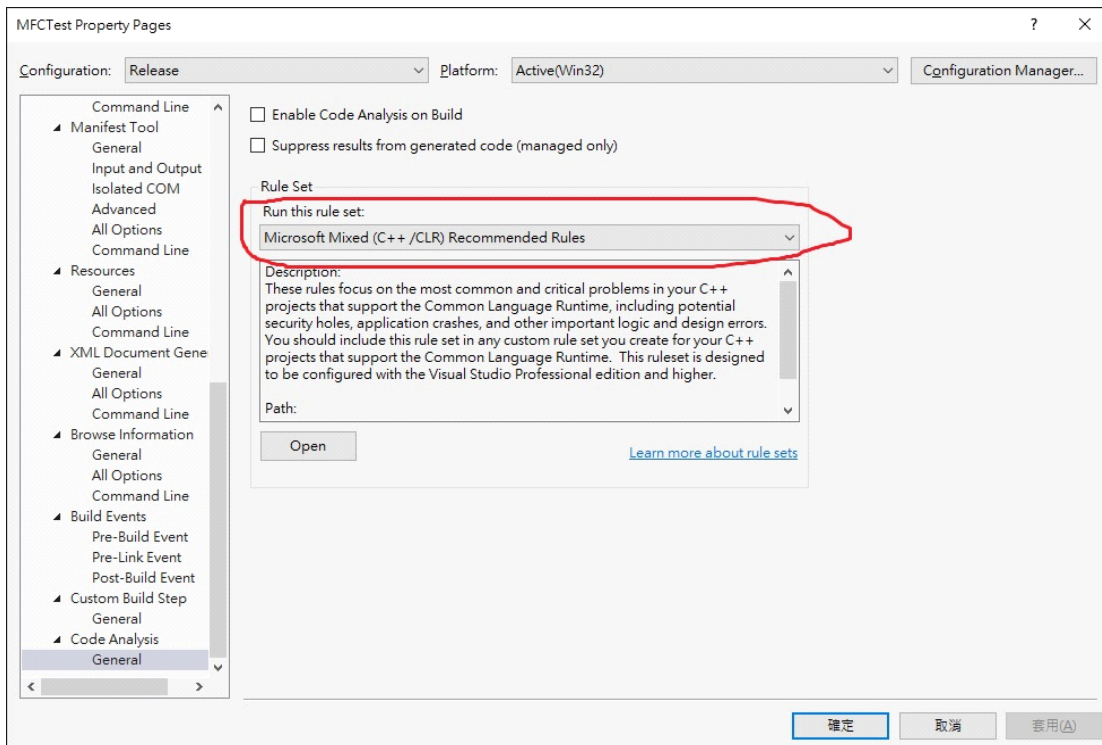 MFCTest Property Pages
?
Configuration:
Release
Platform:
Active(Win32)
Configuration Manager...
Command Line
Manifest Tool
General
Input and Output
Isolated COM
Advanced
All Options
Command Line
Resources
General
All Options
Command Line
XML Document Gene
General
All Options
Command Line
Browse Information
General
All Options
Command Line
Build Events
Pre-Build Event
Pre-Link Event
Post-Build Event
Custom Build Step
General
Code Analysis
General
Enable Code Analysis on Build
Suppress results from generated code (managed only)
Rule Set
Run this rule set:
Microsoft Mixed (C++ /CLR) Recommended Rules
Description:
These rules focus on the most common and critical problems in your C++
projects that support the Common Language Runtime, including potential
security holes, application crashes, and other important logic and design errors.
You should include this rule set in any custom rule set you create for your C++
projects that support the Common Language Runtime.  This ruleset is designed
to be configured with the Visual Studio Professional edition and higher.
Path:
Open
Learn more about rule sets
確定
取消
套用(A)